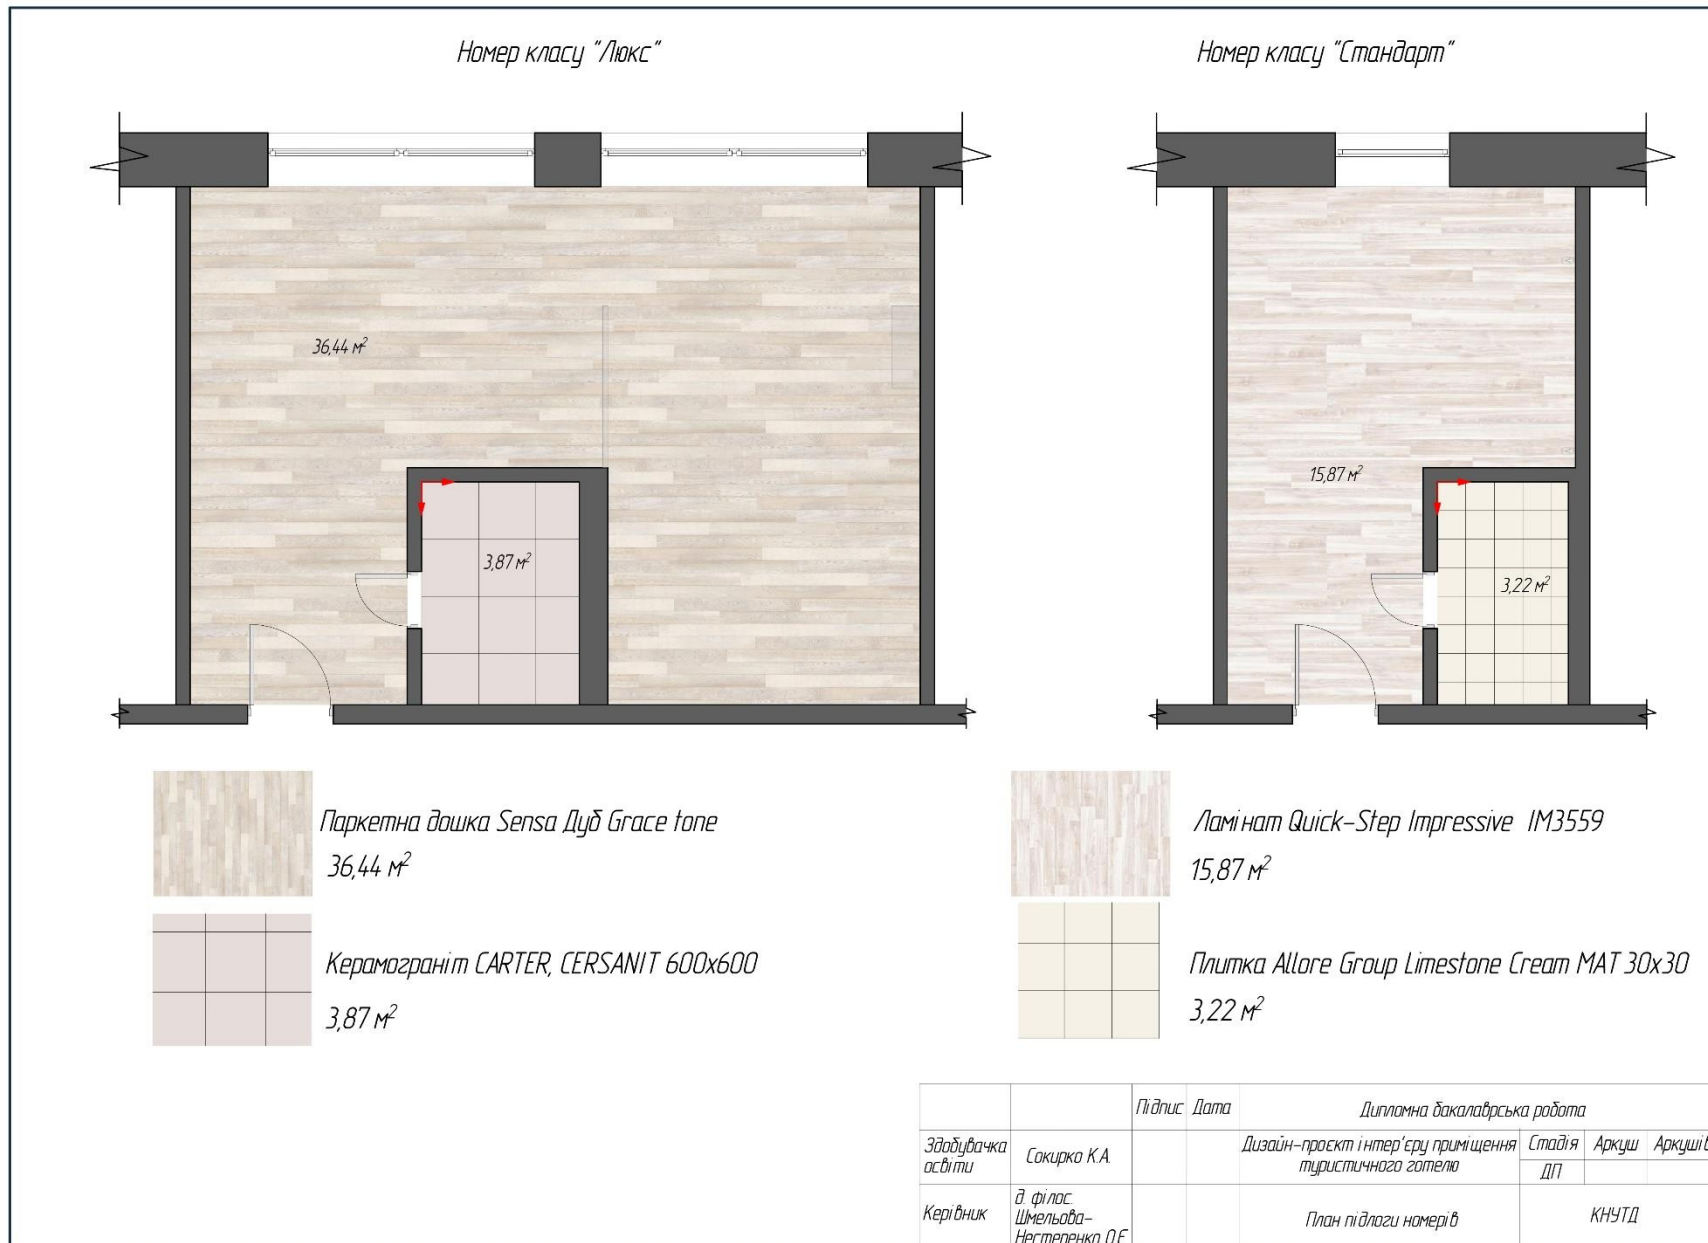 Номер класу "Люкс"
Номер класу "Стандарт"
36,44 м²
3,87 м²
15,87 м²
3,22 м²
Паркетна дошка Sensa Дуб Grace tone
36,44 м²
Керамограніт CARTER, CERSANIT 600x600
3,87 м²
Ламінат Quick-Step Impressive IM3559
15,87 м²
Плитка Allore Group Limestone Cream MAT 30x30
3,22 м²
Підпис Дата Дипломна бакалаврська робота
Здобувачка
освіти
Сокирко К.А.
Дизайн-проєкт інтер'єру приміщення
туристичного готелю
Стадія Аркуш Аркушів
ДП
Керівник
д. філос.
Шмельова-
Нестеренко О.Є.
План підлоги номерів
КНУТД